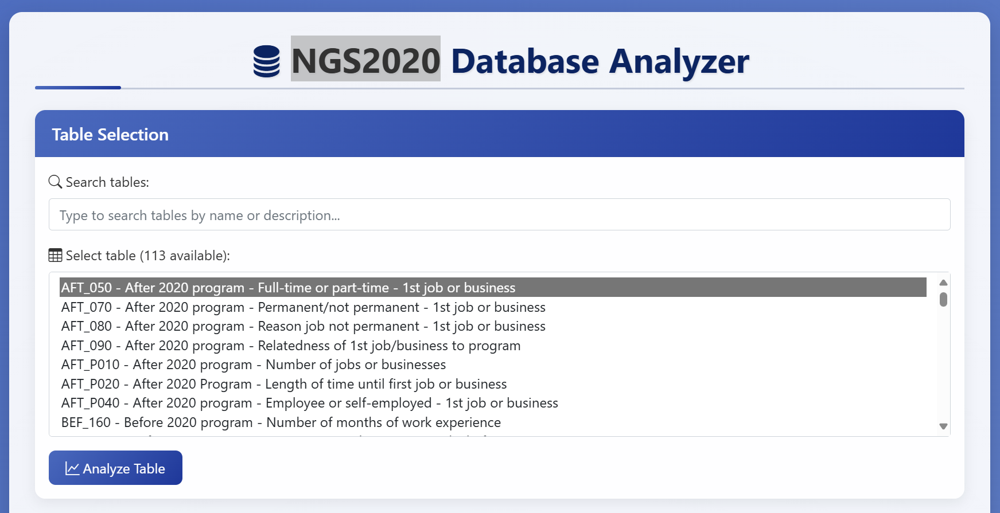 NGS2020 Database Analyzer
Table Selection
Search tables:
Type to search tables by name or description...
Select table (113 available):
AFT_050 - After 2020 program - Full-time or part-time - 1st job or business
AFT_070 - After 2020 program - Permanent/not permanent - 1st job or business
AFT_080 - After 2020 program - Reason job not permanent - 1st job or business
AFT_090 - After 2020 program - Relatedness of 1st job/business to program
AFT_P010 - After 2020 program - Number of jobs or businesses
AFT_P020 - After 2020 Program - Length of time until first job or business
AFT_P040 - After 2020 program - Employee or self-employed - 1st job or business
BEF_160 - Before 2020 program - Number of months of work experience
Analyze Table